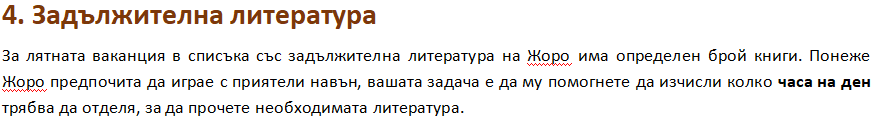 4. Задължителна литература
За лятната ваканция в списъка със задължителна литература на Жоро има определен брой книги. Понеже
Жоро предпочита да играе с приятели навън, вашата задача е да му помогнете да изчисли колко часа на ден
трябва да отделя, за да прочете необходимата литература.